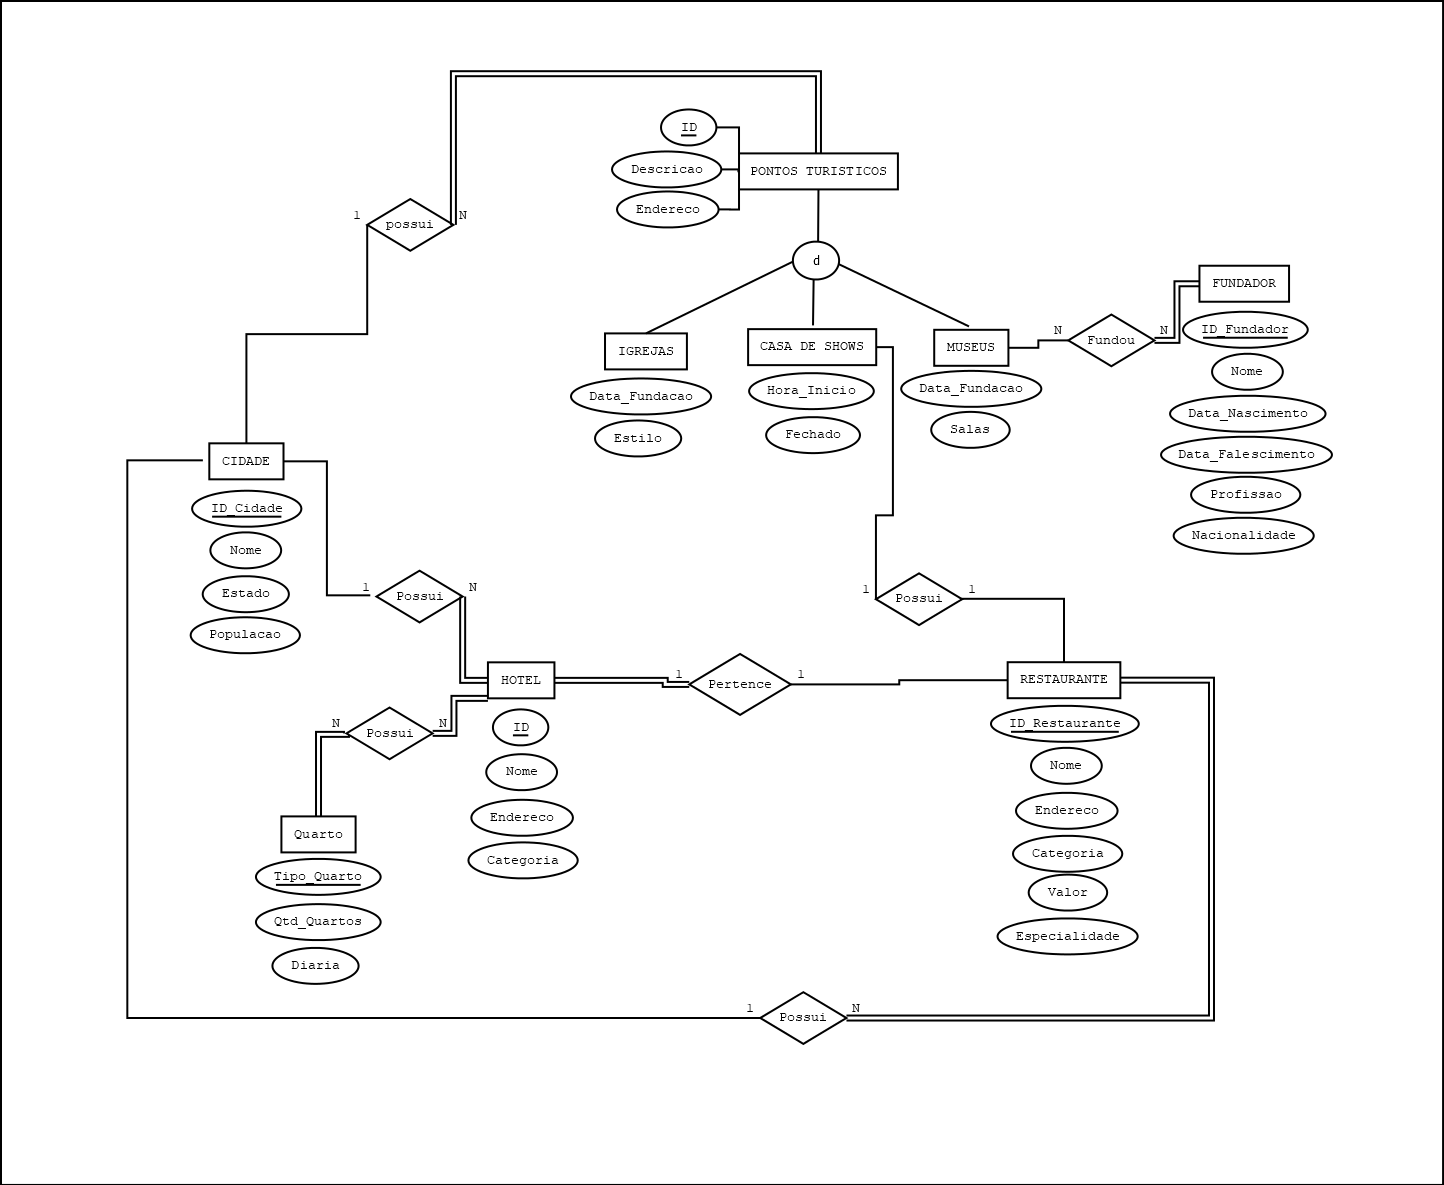 ID
Descricao
PONTOS TURISTICOS
Endereco
1
possui
N
d
FUNDADOR
IGREJAS
CASA DE SHOWS
MUSEUS
N
Fundou
N
ID_Fundador
Nome
Data_Nascimento
Data_Falescimento
Profissao
Nacionalidade
Data_Fundacao
Estilo
Hora_Inicio
Fechado
Data_Fundacao
Salas
CIDADE
ID_Cidade
Nome
Estado
Populacao
1
Possui
N
1
Possui
1
HOTEL
1
Pertence
1
RESTAURANTE
N
Possui
N
ID
Nome
Endereco
Categoria
ID_Restaurante
Nome
Endereco
Categoria
Valor
Especialidade
Quarto
Tipo_Quarto
Qtd_Quartos
Diaria
1
Possui
N